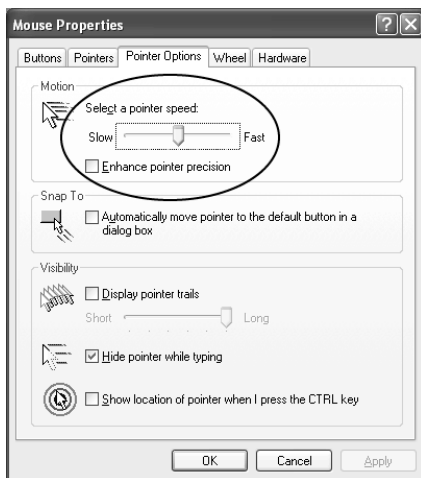 Mouse Properties
Buttons Pointers Pointer Options Wheel Hardware
Motion
Select a pointer speed:
Slow Fast
Enhance pointer precision
Snap To
Automatically move pointer to the default button in a
dialog box
Visibility
Display pointer trails
Short Long
Hide pointer while typing
Show location of pointer when I press the CTRL key
OK Cancel Apply